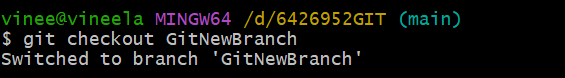 vinee@vineela MINGW64 /d/6426952GIT (main)
$ git checkout GitNewBranch
Switched to branch 'GitNewBranch'